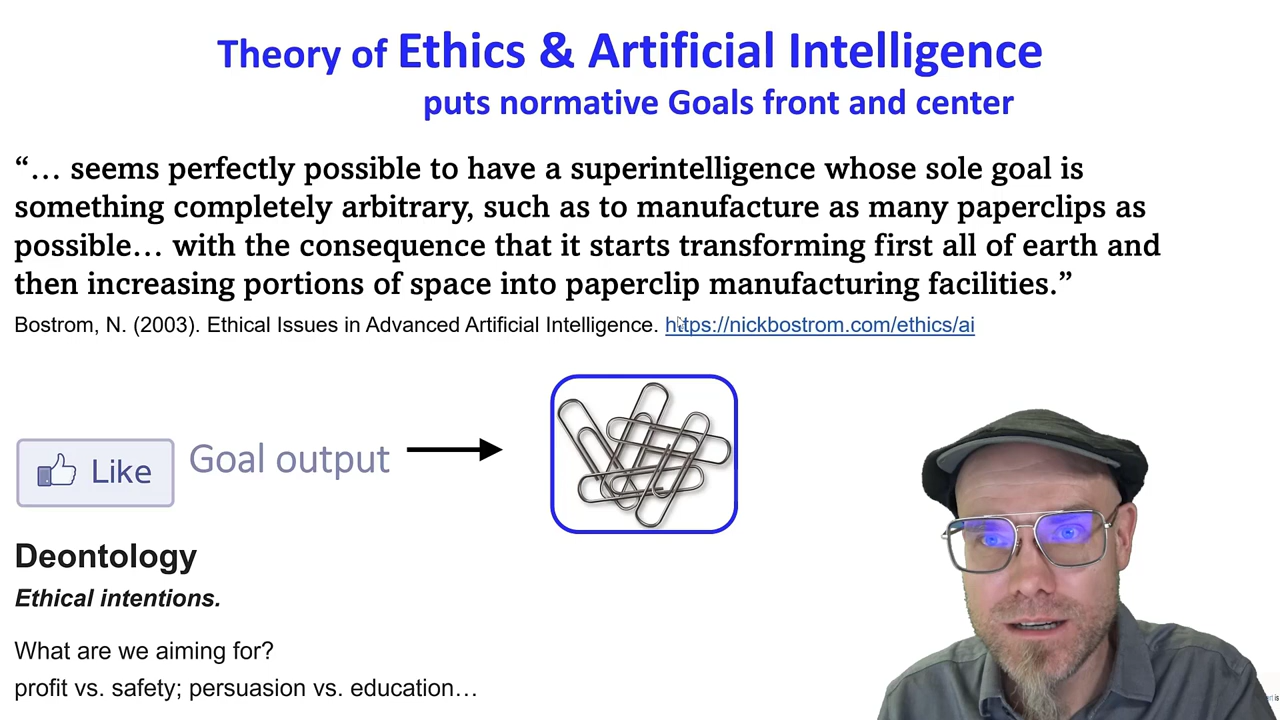 Theory of Ethics & Artificial Intelligence
puts normative Goals front and center
“… seems perfectly possible to have a superintelligence whose sole goal is
something completely arbitrary, such as to manufacture as many paperclips as
possible… with the consequence that it starts transforming first all of earth and
then increasing portions of space into paperclip manufacturing facilities.”
Bostrom, N. (2003). Ethical Issues in Advanced Artificial Intelligence. https://nickbostrom.com/ethics/ai
Like
Goal output
Deontology
Ethical intentions.
What are we aiming for?
profit vs. safety; persuasion vs. education…